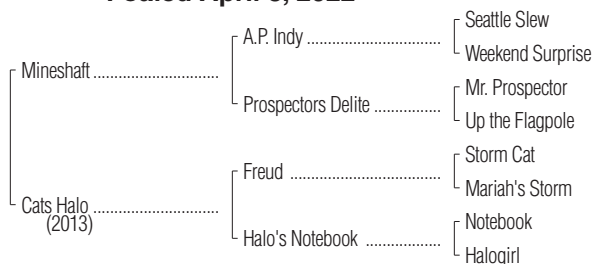 Foaled April 8, 2022
Seattle Slew
A.P. Indy
Weekend Surprise
Mineshaft
Mr. Prospector
Prospectors Delite
Up the Flagpole
Storm Cat
Freud
Mariah's Storm
Cats Halo
(2013)
Notebook
Halo's Notebook
Halogirl